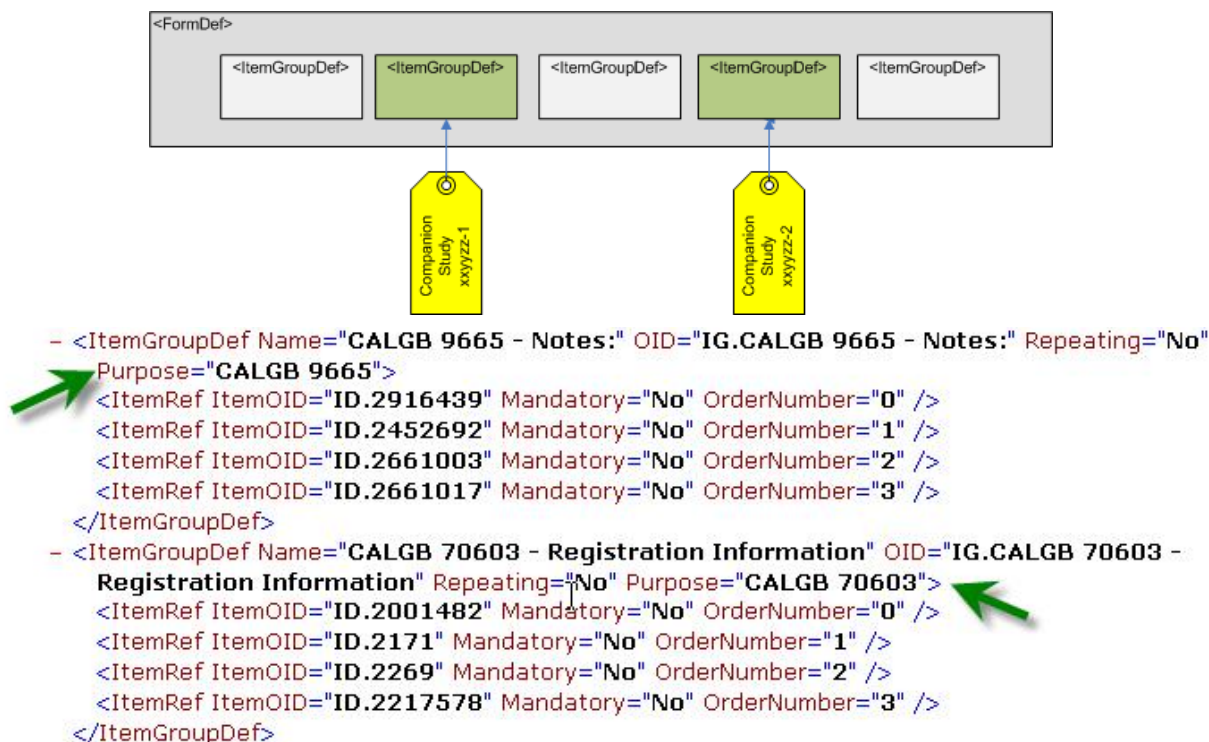 <FormDef>
<ItemGroupDef> <ItemGroupDef> <ItemGroupDef> <ItemGroupDef> <ItemGroupDef>
Companion
Study
xxyyzz-1
Companion
Study
xxyyzz-2
- <ItemGroupDef Name="CALGB 9665 - Notes:" OID="IG.CALGB 9665 - Notes:" Repeating="No"
Purpose="CALGB 9665">
<ItemRef ItemOID="ID.2916439" Mandatory="No" OrderNumber="0" />
<ItemRef ItemOID="ID.2452692" Mandatory="No" OrderNumber="1" />
<ItemRef ItemOID="ID.2661003" Mandatory="No" OrderNumber="2" />
<ItemRef ItemOID="ID.2661017" Mandatory="No" OrderNumber="3" />
</ItemGroupDef>
- <ItemGroupDef Name="CALGB 70603 - Registration Information" OID="IG.CALGB 70603 -
Registration Information" Repeating="No" Purpose="CALGB 70603">
<ItemRef ItemOID="ID.2001482" Mandatory="No" OrderNumber="0" />
<ItemRef ItemOID="ID.2171" Mandatory="No" OrderNumber="1" />
<ItemRef ItemOID="ID.2269" Mandatory="No" OrderNumber="2" />
<ItemRef ItemOID="ID.2217578" Mandatory="No" OrderNumber="3" />
</ItemGroupDef>